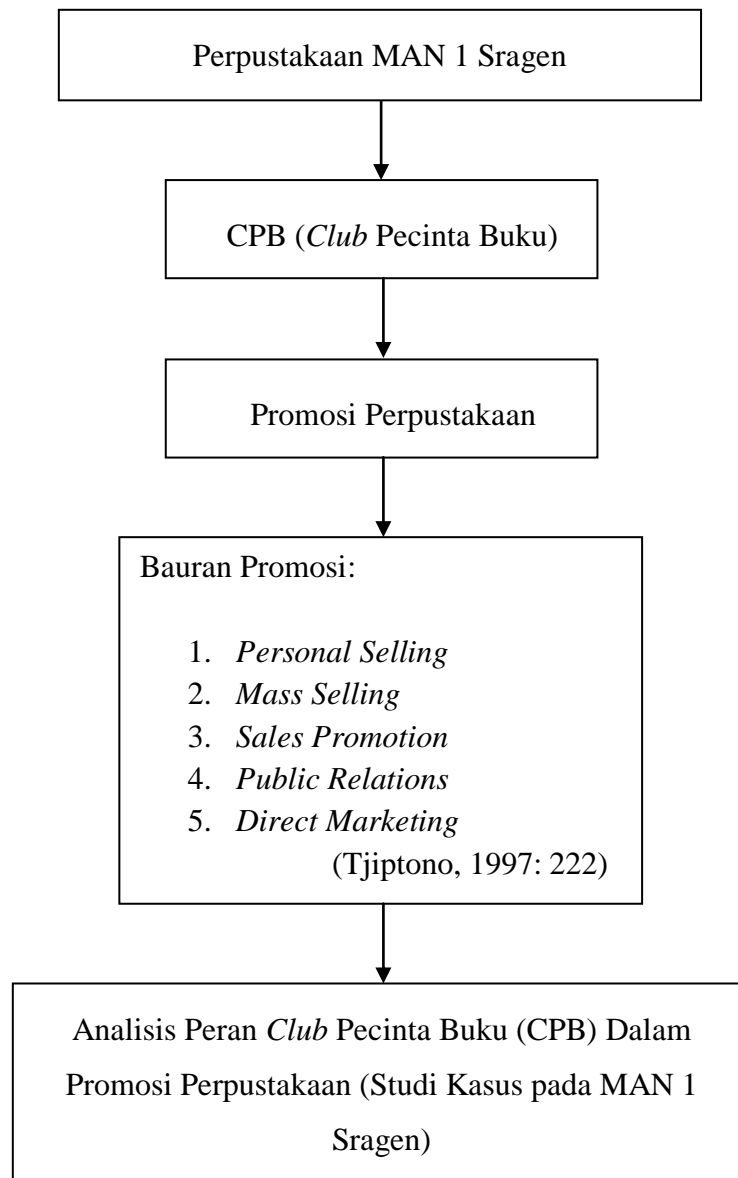 Perpustakaan MAN 1 Sragen
CPB (Club Pecinta Buku)
Promosi Perpustakaan
Bauran Promosi:
1. Personal Selling
2. Mass Selling
3. Sales Promotion
4. Public Relations
5. Direct Marketing
(Tjiptono, 1997: 222)
Analisis Peran Club Pecinta Buku (CPB) Dalam
Promosi Perpustakaan (Studi Kasus pada MAN 1
Sragen)